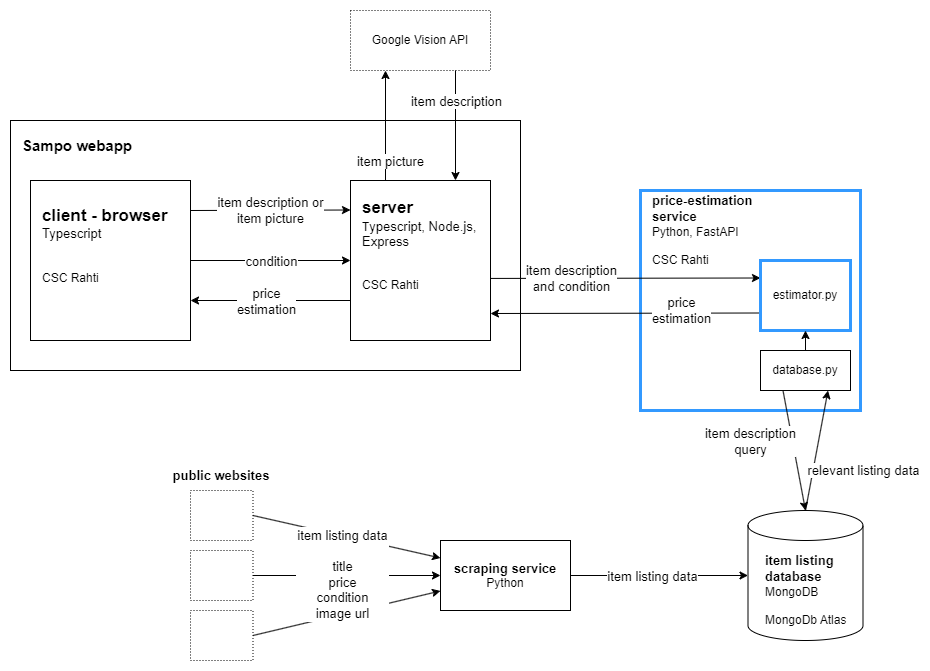 Google Vision API
item description
item picture
Sampo webapp
client - browser
Typescript
CSC Rahti
item description or
item picture
condition
price
estimation
server
Typescript, Node.js,
Express
CSC Rahti
item description
and condition
price
estimation
price-estimation
service
Python, FastAPI
CSC Rahti
estimator.py
database.py
item description
query
relevant listing data
public websites
item listing data
title
price
condition
image url
scraping service
Python
item listing data
item listing
database
MongoDB
MongoDb Atlas